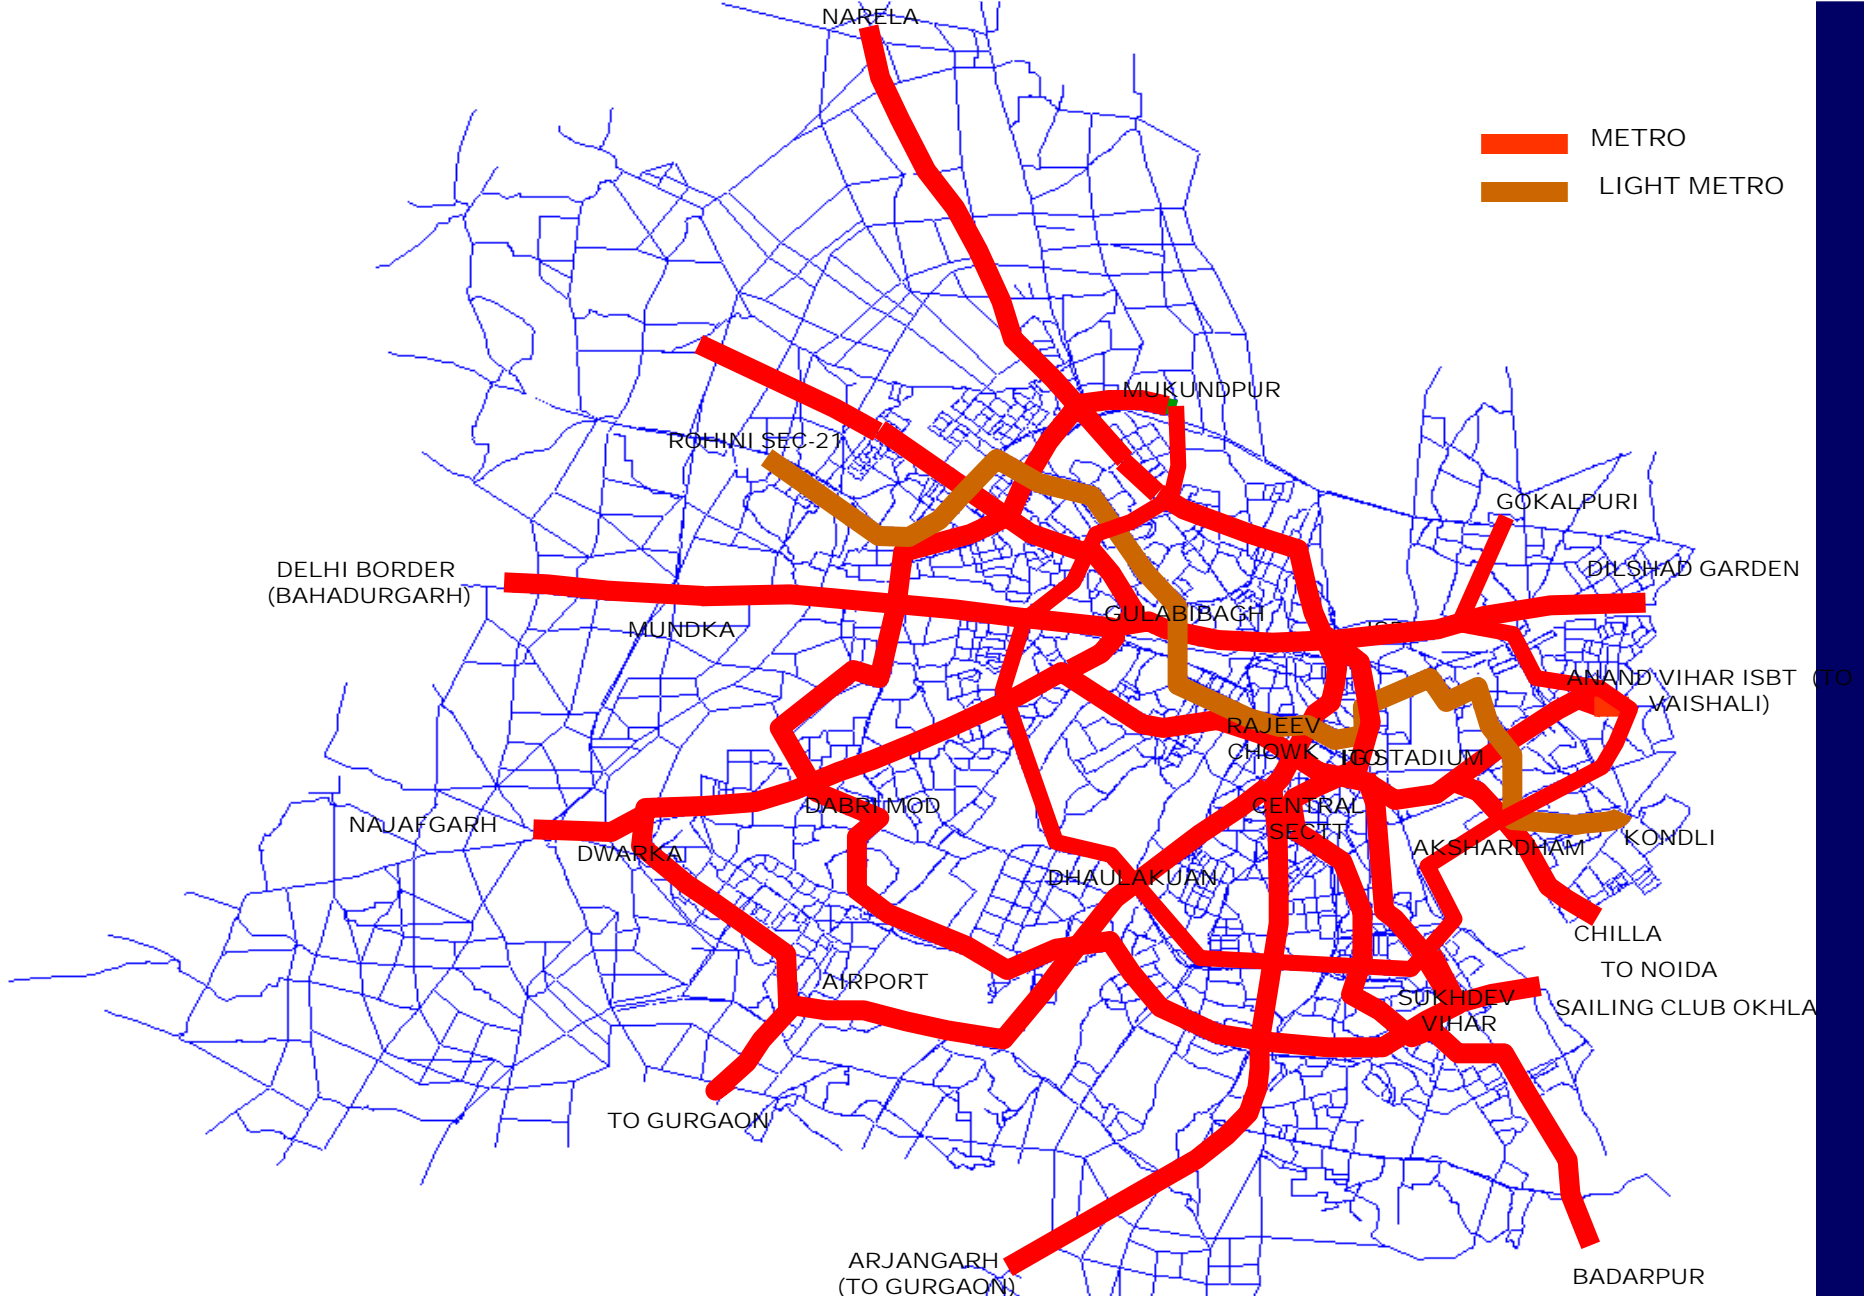 NARELA
METRO
LIGHT METRO
MUKUNDPUR
ROHINI SEC-21
GOKALPURI
DELHI BORDER
(BAHADURGARH)
DILSHAD GARDEN
GULABIBAGH
MUNDKA
ANAND VIHAR ISBT (TO
VAISHALI)
RAJEEV
CHOWK
STADIUM
DABRI MOD
CENTRAL
SECTT
NAJAFGARH
DWARKA
AKSHARDHAM
KONDLI
DHAULAKUAN
CHILLA
TO NOIDA
AIRPORT
SUKHDEV
VIHAR
SAILING CLUB OKHLA
TO GURGAON
ARJANGARH
(TO GURGAON)
BADARPUR